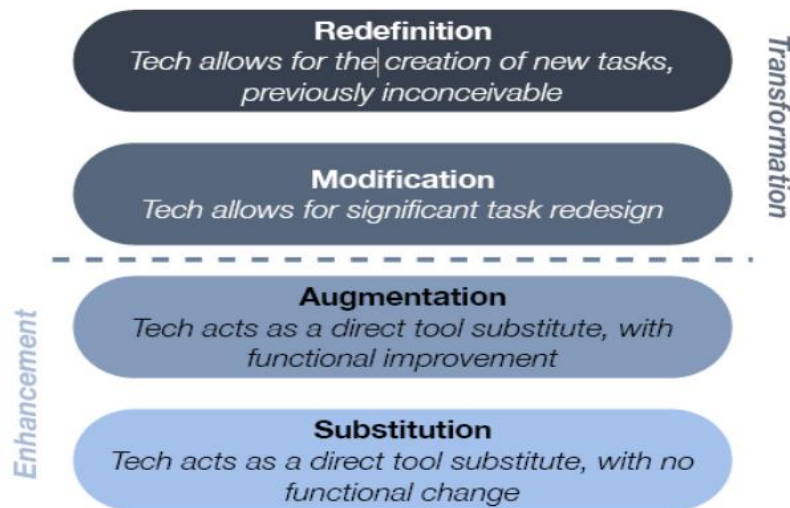 Redefinition
Tech allows for the creation of new tasks,
previously inconceivable
Transformation
Modification
Tech allows for significant task redesign
Augmentation
Tech acts as a direct tool substitute, with
functional improvement
Enhancement
Substitution
Tech acts as a direct tool substitute, with no
functional change